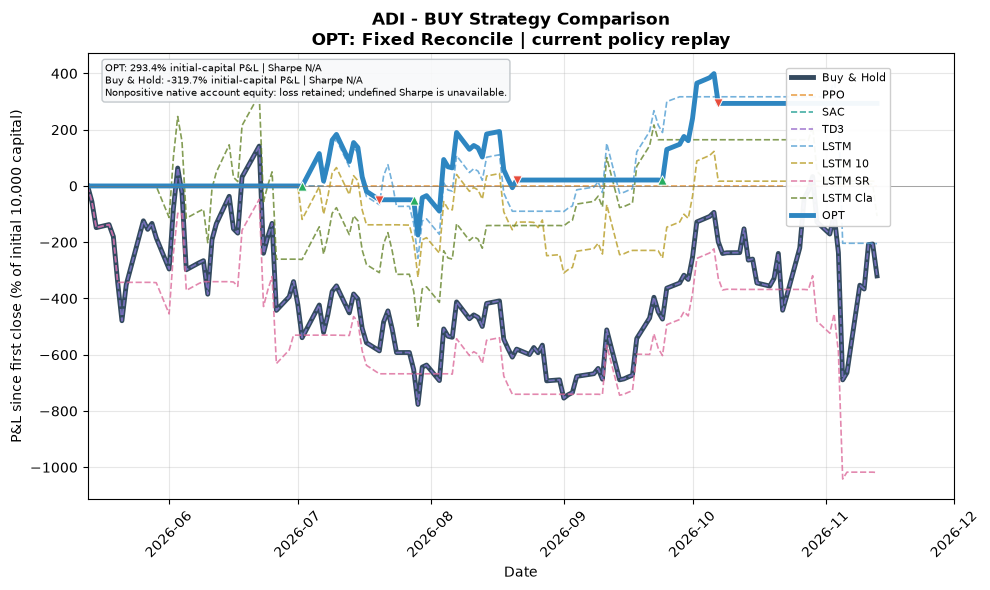 ADI - BUY Strategy Comparison
OPT: Fixed Reconcile | current policy replay
OPT: 293.4% initial-capital P&L | Sharpe N/A
Buy & Hold: -319.7% initial-capital P&L | Sharpe N/A
Nonpositive native account equity: loss retained; undefined Sharpe is unavailable.
Buy & Hold
PPO
SAC
TD3
LSTM
LSTM 10
LSTM SR
LSTM Cla
OPT
P&L since first close (% of initial 10,000 capital)
400
200
0
−200
−400
−600
−800
−1000
2026-06
2026-07
2026-08
2026-09
2026-10
2026-11
2026-12
Date